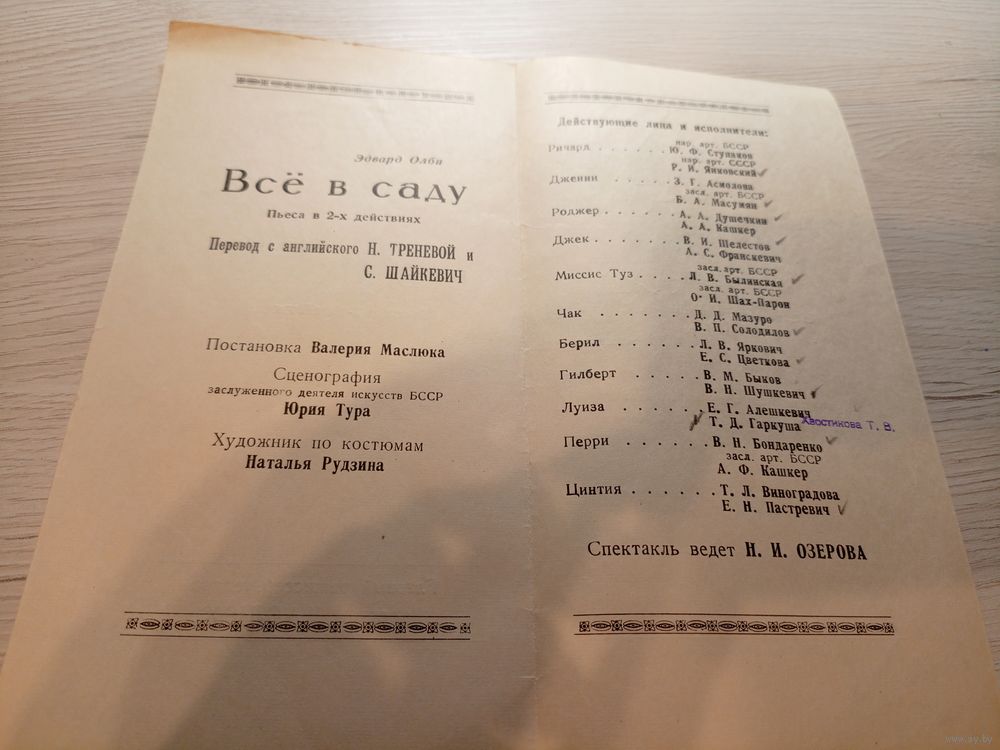 Эдвард Олби
Всё в саду
Пьеса в 2-х действиях
Перевод с английского Н. ТРЕНЕВОЙ и
С. ШАЙКЕВИЧ
Постановка Валерия Маслюка
Сценография
заслуженного деятеля искусств БССР
Юрия Тура
Художник по костюмам
Наталья Рудзина
Действующие лица и исполнители:
нар. арт. БССР
Ричард . . . . . . Ю. Ф. Ступаков
нар. арт. СССР
Р. И. Янковский
Дженни . . . . . З. Г. Асмолова
засл. арт. БССР
Б. А. Масумян
Роджер . . . . . . А. А. Душечкин
А. А. Кашкер
Джек . . . . . . . В. И. Шелестов
А. С. Францкевич
засл. арт. БССР
Миссис Туз . . . . Л. В. Былинская
засл. арт. БССР
О. И. Шах-Парон
Чак . . . . . . . Д. Д. Мазуро
В. П. Солодилов
Берил . . . . . . Л. В. Яркович
Е. С. Цветкова
Гилберт . . . . . В. М. Быков
В. Н. Шушкевич
Луиза . . . . . . Е. Г. Алешкевич
Т. Д. Гаркуша Хвостикова Т. В.
Перри . . . . . . В. Н. Бондаренко
засл. арт. БССР
А. Ф. Кашкер
Цинтия . . . . . . Т. Л. Виноградова
Е. Н. Пастревич
Спектакль ведет Н. И. ОЗЕРОВА
www.ay.by